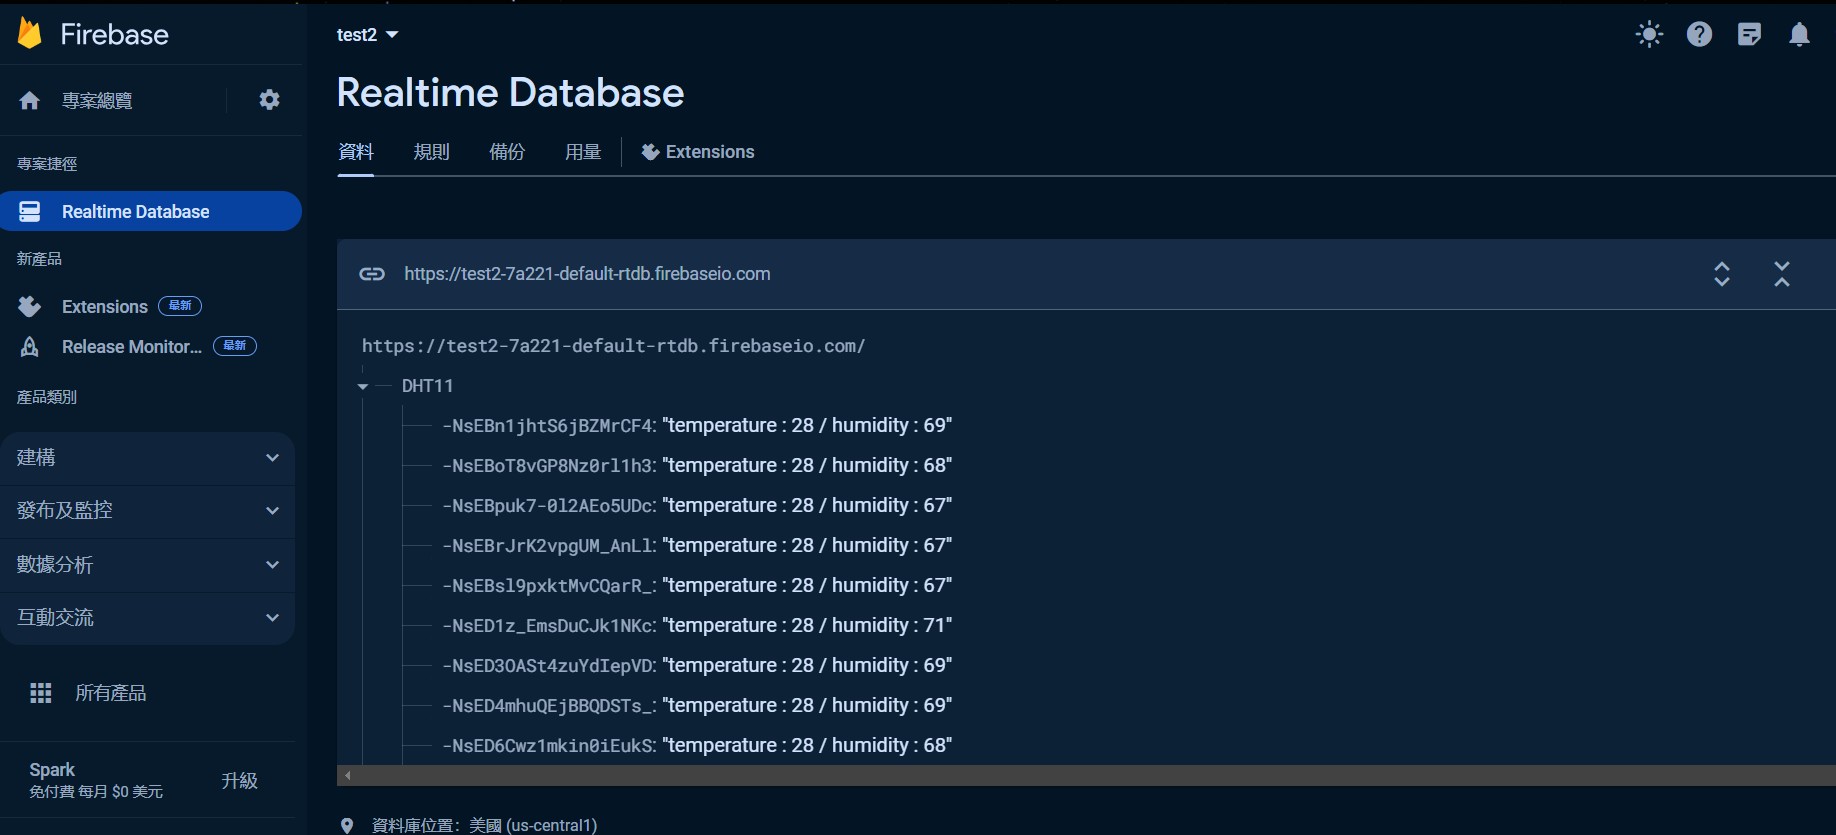 Firebase
專案總覽
專案捷徑
Realtime Database
新產品
Extensions 最新
Release Monitor... 最新
產品類別
建構
發布及監控
數據分析
互動交流
所有產品
Spark
免付費 每月 $0 美元
升級
test2
Realtime Database
資料 規則 備份 用量 Extensions
https://test2-7a221-default-rtdb.firebaseio.com
https://test2-7a221-default-rtdb.firebaseio.com/
DHT11
-NsEBn1jhtS6jBZMrCF4: "temperature : 28 / humidity : 69"
-NsEBoT8vGP8Nz0rl1h3: "temperature : 28 / humidity : 68"
-NsEBpuk7-0l2AEo5UDc: "temperature : 28 / humidity : 67"
-NsEBrJrK2vpgUM_AnLl: "temperature : 28 / humidity : 67"
-NsEBsl9pxktMvCQarR_: "temperature : 28 / humidity : 67"
-NsED1z_EmsDuCJk1NKc: "temperature : 28 / humidity : 71"
-NsED3OASt4zuYdIepVD: "temperature : 28 / humidity : 69"
-NsED4mhuQEjBBQDSTs_: "temperature : 28 / humidity : 69"
-NsED6Cwz1mkin0iEukS: "temperature : 28 / humidity : 68"
資料庫位置：美國 (us-central1)